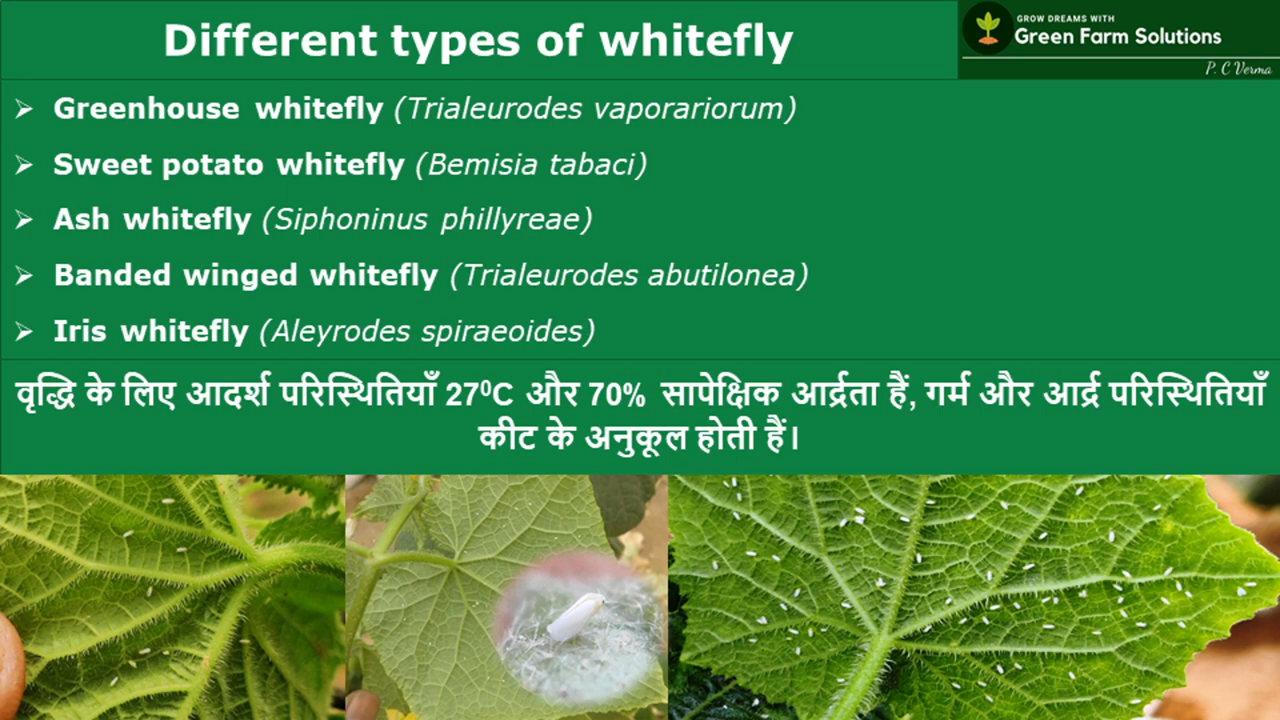 Different types of whitefly
GROW DREAMS WITH
Green Farm Solutions
P. C Verma
➢ Greenhouse whitefly (Trialeurodes vaporariorum)
➢ Sweet potato whitefly (Bemisia tabaci)
➢ Ash whitefly (Siphoninus phillyreae)
➢ Banded winged whitefly (Trialeurodes abutilonea)
➢ Iris whitefly (Aleyrodes spiraeoides)
वृद्धि के लिए आदर्श परिस्थितियाँ 27⁰C और 70% सापेक्षिक आर्द्रता हैं, गर्म और आर्द्र परिस्थितियाँ
कीट के अनुकूल होती हैं।